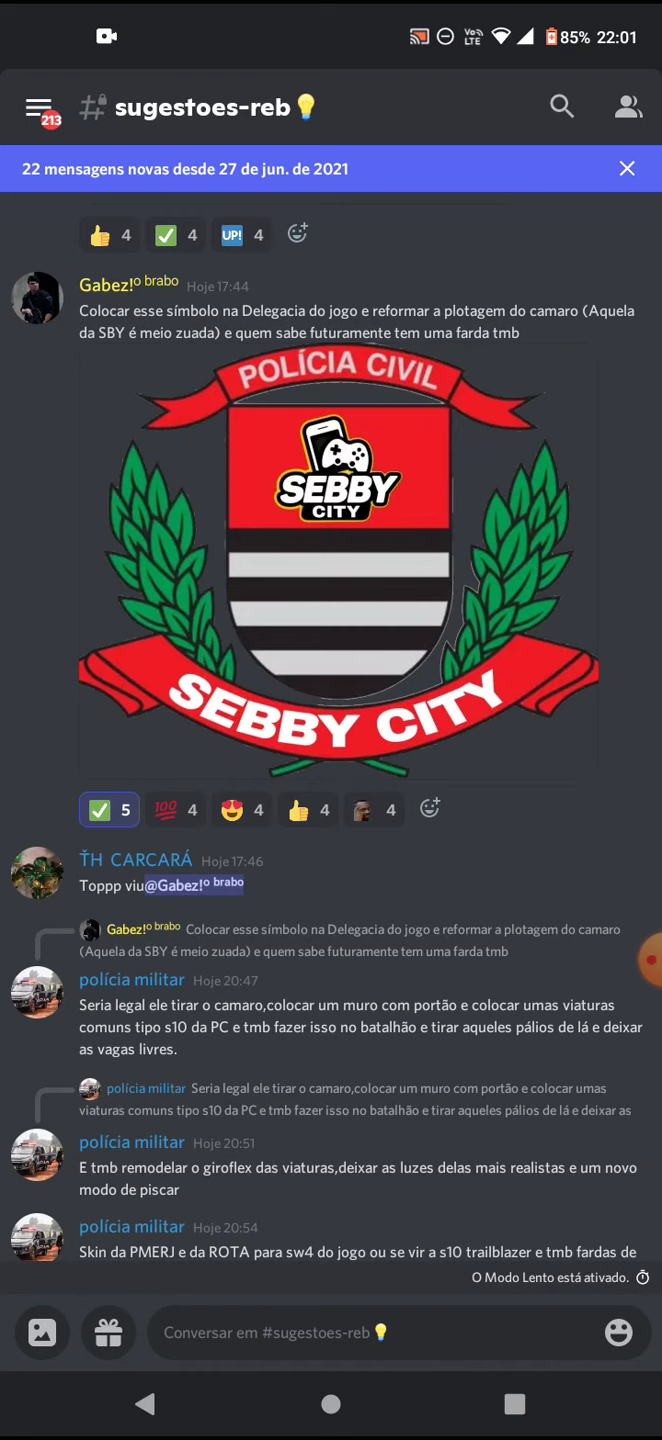 85% 22:01
213
sugestoes-reb💡
22 mensagens novas desde 27 de jun. de 2021
👍 4 ✅ 4 UP! 4
Gabez!ᵒ ᵇʳᵃᵇᵒ Hoje 17:44
Colocar esse símbolo na Delegacia do jogo e reformar a plotagem do camaro (Aquela
da SBY é meio zuada) e quem sabe futuramente tem uma farda tmb
POLÍCIA CIVIL
SEBBY
CITY
SEBBY CITY
✅ 5 💯 4 😍 4 👍 4 4
ŤH CARCARÁ Hoje 17:46
Toppp viu@Gabez!ᵒ ᵇʳᵃᵇᵒ
Gabez!ᵒ ᵇʳᵃᵇᵒ Colocar esse símbolo na Delegacia do jogo e reformar a plotagem do camaro
(Aquela da SBY é meio zuada) e quem sabe futuramente tem uma farda tmb
polícia militar Hoje 20:47
Seria legal ele tirar o camaro,colocar um muro com portão e colocar umas viaturas
comuns tipo s10 da PC e tmb fazer isso no batalhão e tirar aqueles pálios de lá e deixar
as vagas livres.
polícia militar Seria legal ele tirar o camaro,colocar um muro com portão e colocar umas
viaturas comuns tipo s10 da PC e tmb fazer isso no batalhão e tirar aqueles pálios de lá e deixar as
polícia militar Hoje 20:51
E tmb remodelar o giroflex das viaturas,deixar as luzes delas mais realistas e um novo
modo de piscar
polícia militar Hoje 20:54
Skin da PMERJ e da ROTA para sw4 do jogo ou se vir a s10 trailblazer e tmb fardas de
O Modo Lento está ativado.
Conversar em #sugestoes-reb💡